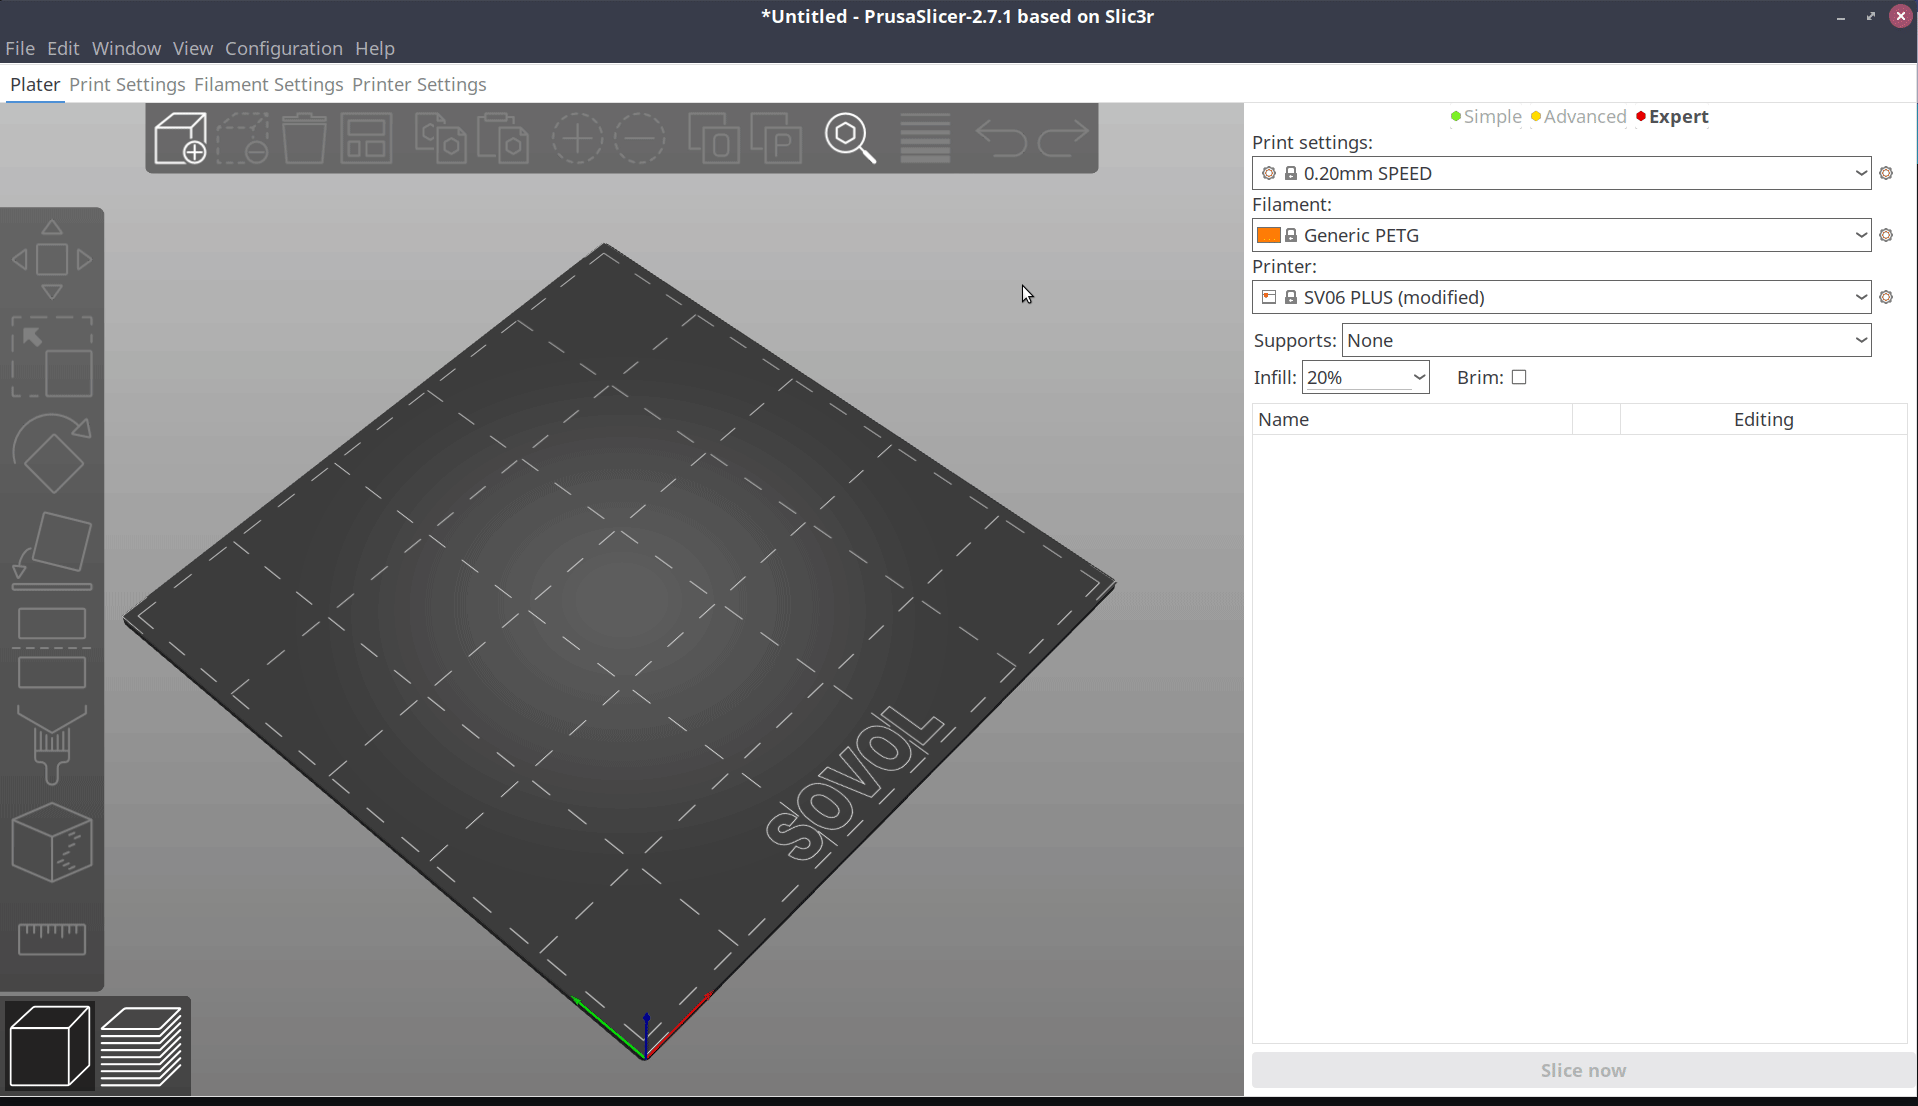 *Untitled - PrusaSlicer-2.7.1 based on Slic3r
File Edit Window View Configuration Help
Plater Print Settings Filament Settings Printer Settings
Simple Advanced Expert
Print settings:
0.20mm SPEED
Filament:
Generic PETG
Printer:
SV06 PLUS (modified)
Supports: None
Infill: 20% Brim:
Name Editing
SOVOL
Slice now